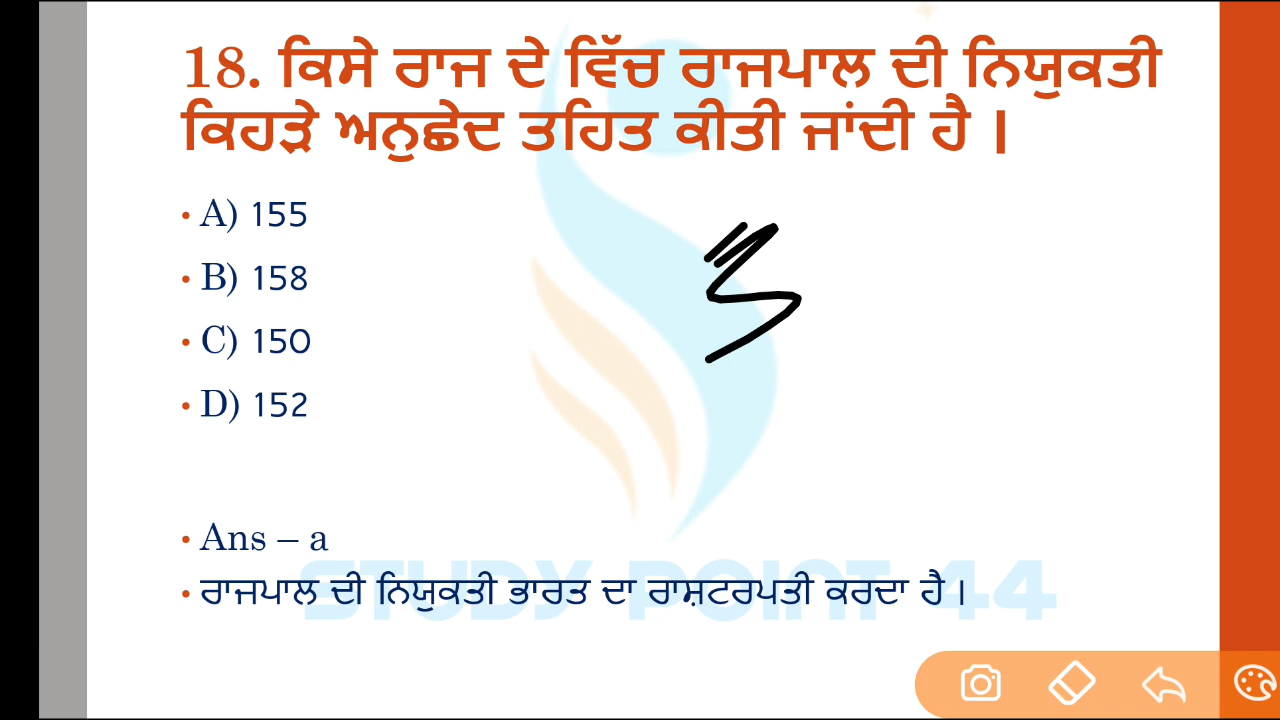 18. ਕਿਸੇ ਰਾਜ ਦੇ ਵਿੱਚ ਰਾਜਪਾਲ ਦੀ ਨਿਯੁਕਤੀ
ਕਿਹੜੇ ਅਨੁਛੇਦ ਤਹਿਤ ਕੀਤੀ ਜਾਂਦੀ ਹੈ ।
• A) 155
• B) 158
• C) 150
• D) 152
• Ans – a
• ਰਾਜਪਾਲ ਦੀ ਨਿਯੁਕਤੀ ਭਾਰਤ ਦਾ ਰਾਸ਼ਟਰਪਤੀ ਕਰਦਾ ਹੈ ।
STUDY POINT 44